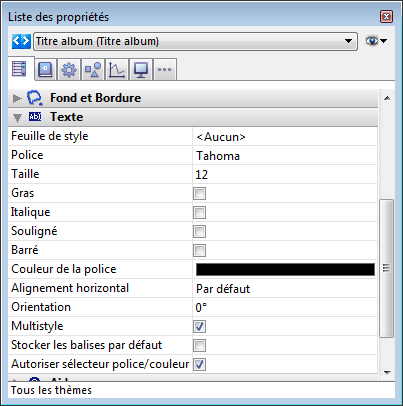 Liste des propriétés
Titre album (Titre album)
Fond et Bordure
Texte
Feuille de style <Aucun>
Police Tahoma
Taille 12
Gras
Italique
Souligné
Barré
Couleur de la police
Alignement horizontal Par défaut
Orientation 0°
Multistyle
Stocker les balises par défaut
Autoriser sélecteur police/couleur
Tous les thèmes